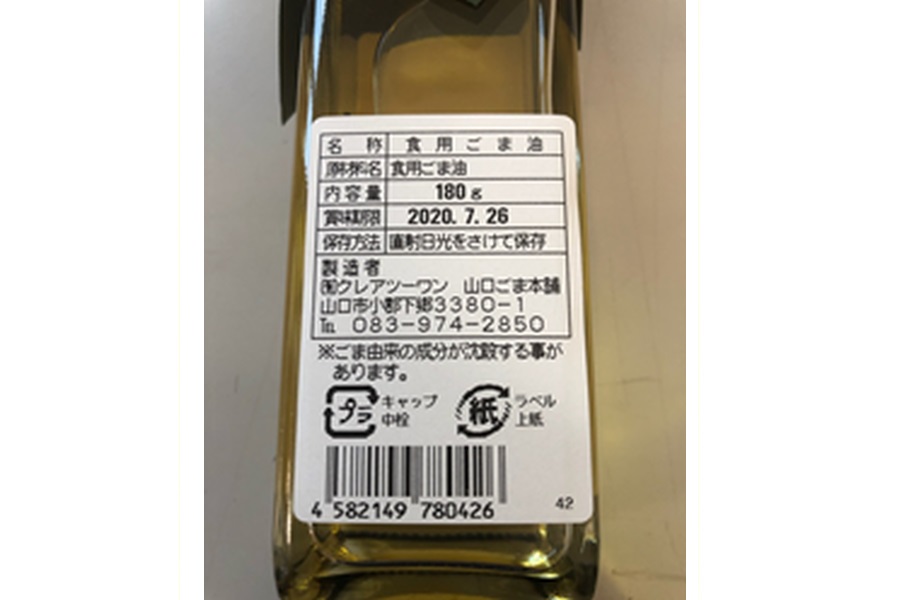 名称 食用ごま油
原材料名 食用ごま油
内容量 180g
賞味期限 2020.7.26
保存方法 直射日光をさけて保存
製造者
㈲クレアツーワン 山口ごま本舗
山口市小郡下郷3380-1
℡ 083-974-2850
※ごま由来の成分が沈殿する事が
あります。
プラ キャップ 中栓
紙 ラベル 上紙
4 582149 780426
42